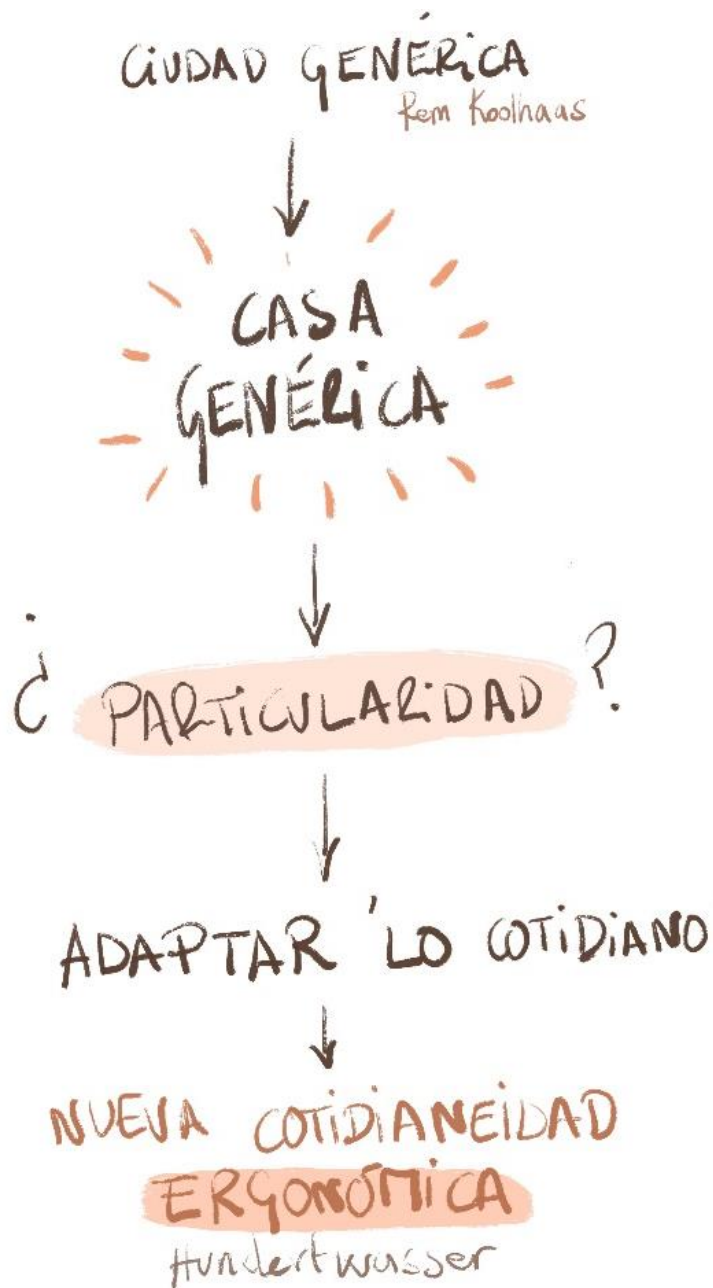 CIUDAD GENÉRICA
Rem Koolhaas
CASA
GENÉRICA
¿ PARTICULARIDAD ?
ADAPTAR 'LO COTIDIANO
NUEVA COTIDIANEIDAD
ERGONÓMICA
Hundertwasser